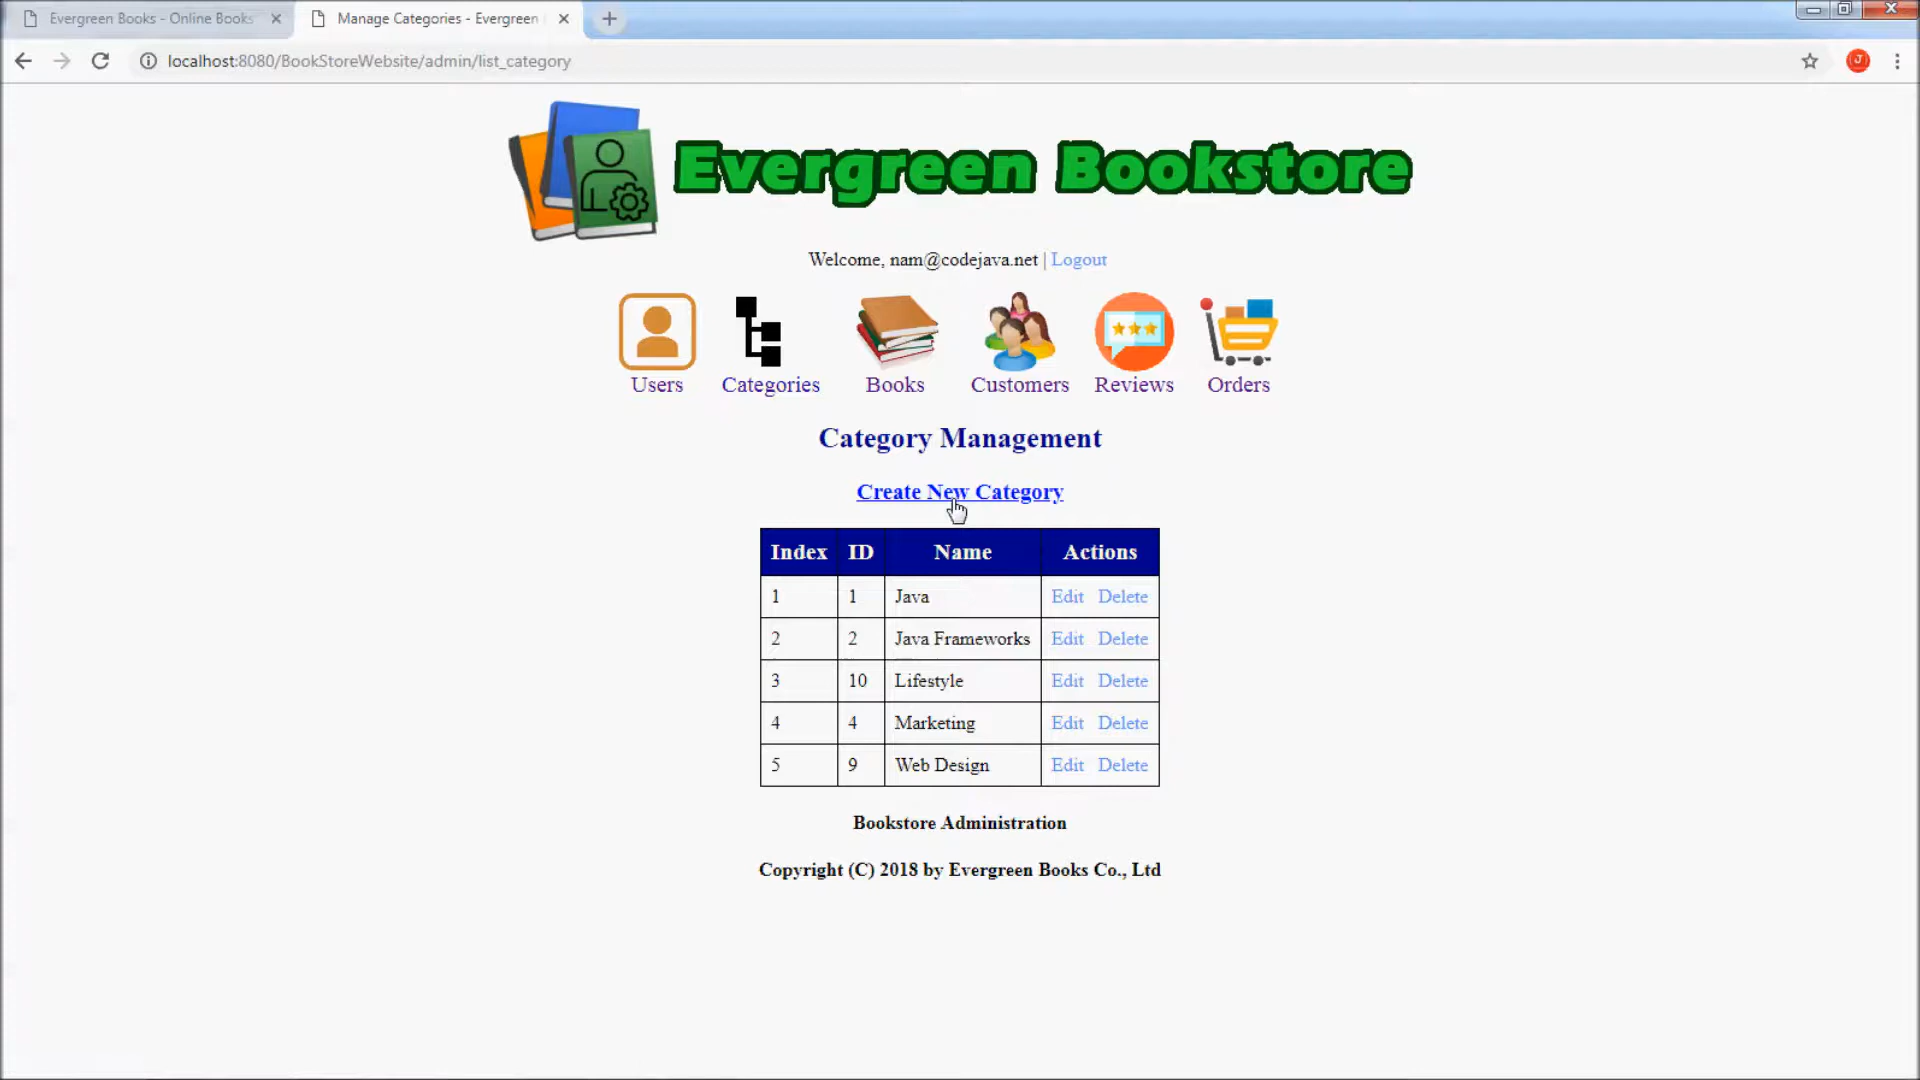 Evergreen Books - Online Books
Manage Categories - Evergreen
localhost:8080/BookStoreWebsite/admin/list_category
J
Evergreen Bookstore
Welcome, nam@codejava.net | Logout
Users Categories Books Customers Reviews Orders
Category Management
Create New Category
Index ID Name Actions
1 1 Java Edit Delete
2 2 Java Frameworks Edit Delete
3 10 Lifestyle Edit Delete
4 4 Marketing Edit Delete
5 9 Web Design Edit Delete
Bookstore Administration
Copyright (C) 2018 by Evergreen Books Co., Ltd